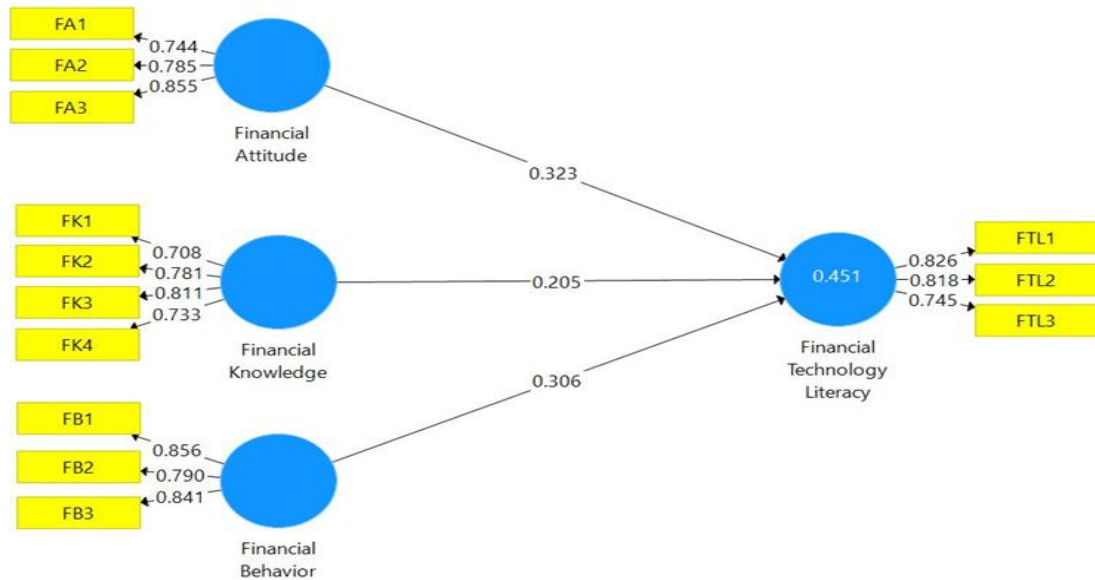 FA1
0.744
FA2
0.785
FA3
0.855
Financial
Attitude
0.323
FK1
0.708
FK2
0.781
FK3
0.811
FK4
0.733
Financial
Knowledge
0.205
FB1
0.856
FB2
0.790
FB3
0.841
Financial
Behavior
0.306
0.451
Financial
Technology
Literacy
FTL1
0.826
FTL2
0.818
FTL3
0.745